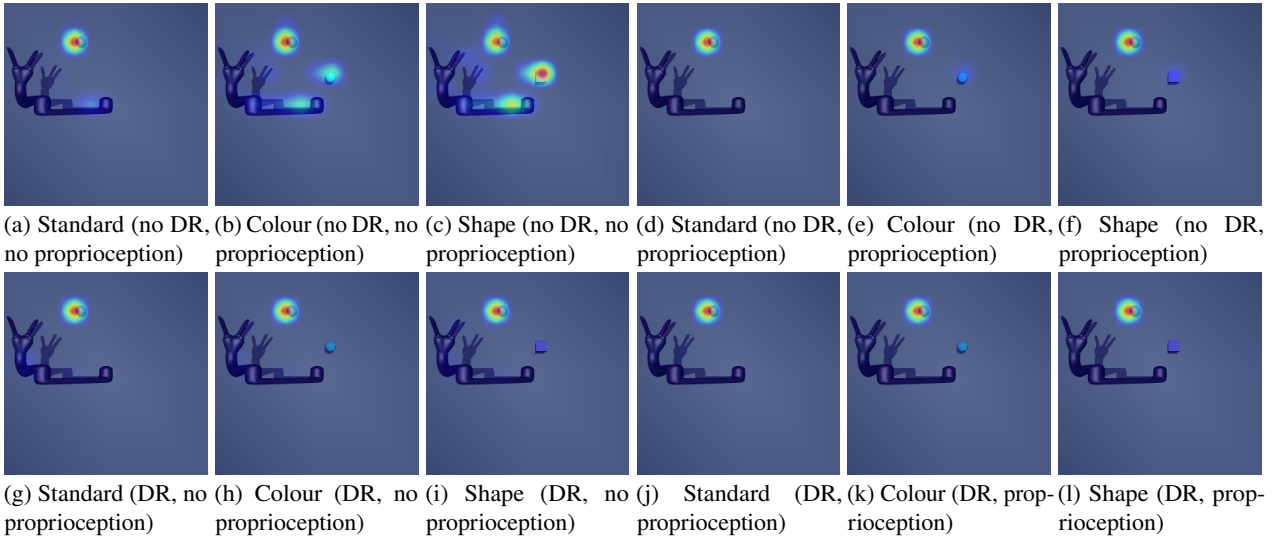 (a) Standard (no DR, no proprioception)
(b) Colour (no DR, no proprioception)
(c) Shape (no DR, no proprioception)
(d) Standard (no DR, proprioception)
(e) Colour (no DR, proprioception)
(f) Shape (no DR, proprioception)
(g) Standard (DR, no proprioception)
(h) Colour (DR, no proprioception)
(i) Shape (DR, no proprioception)
(j) Standard (DR, proprioception)
(k) Colour (DR, prop-rioception)
(l) Shape (DR, prop-rioception)